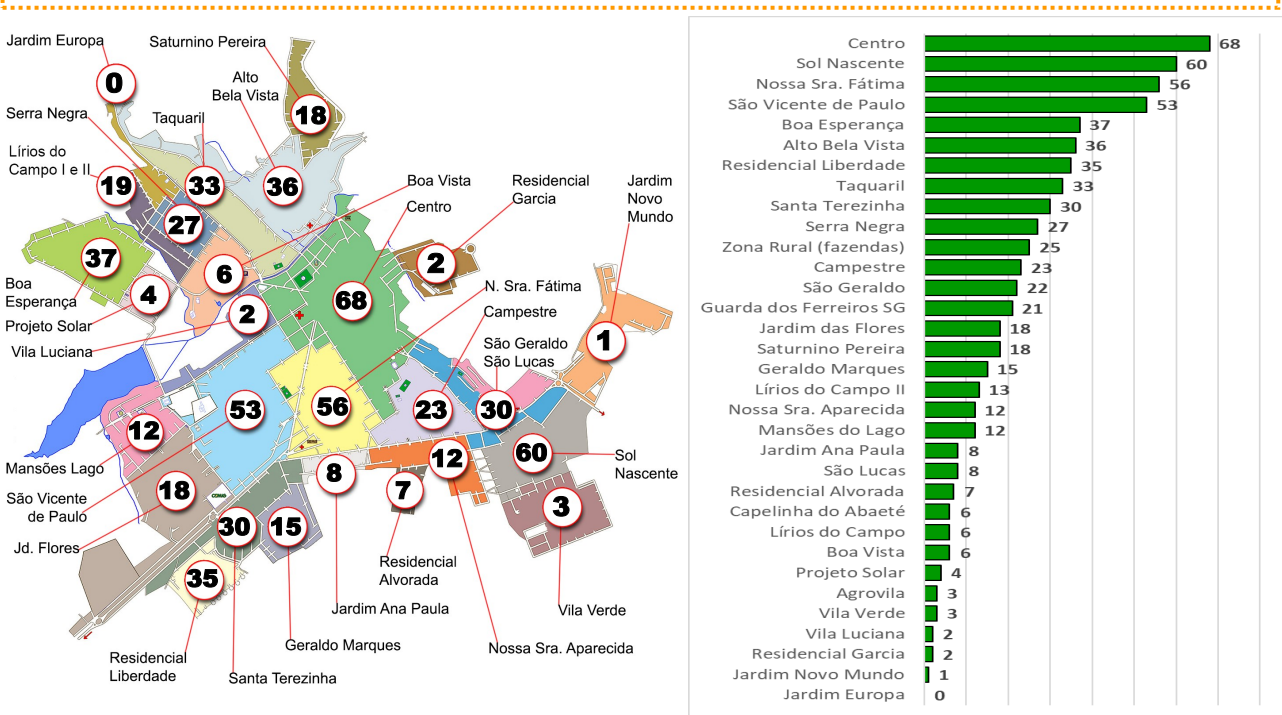 Jardim Europa
Saturnino Pereira
0
Alto
Bela Vista
18
Serra Negra
Taquaril
Lírios do
Campo I e II
19
33
36
Boa Vista
Residencial
Garcia
Jardim
Novo
Mundo
Centro
27
37
6
2
Boa
Esperança
4
68
N. Sra. Fátima
Projeto Solar
2
Campestre
Vila Luciana
São Geraldo
São Lucas
1
53
56
23
30
12
60
Sol
Nascente
Mansões Lago
12
8
São Vicente
de Paulo
18
7
3
30
15
Jd. Flores
35
Residencial
Alvorada
Jardim Ana Paula
Vila Verde
Geraldo Marques
Nossa Sra. Aparecida
Residencial
Liberdade
Santa Terezinha
Centro 68
Sol Nascente 60
Nossa Sra. Fátima 56
São Vicente de Paulo 53
Boa Esperança 37
Alto Bela Vista 36
Residencial Liberdade 35
Taquaril 33
Santa Terezinha 30
Serra Negra 27
Zona Rural (fazendas) 25
Campestre 23
São Geraldo 22
Guarda dos Ferreiros SG 21
Jardim das Flores 18
Saturnino Pereira 18
Geraldo Marques 15
Lírios do Campo II 13
Nossa Sra. Aparecida 12
Mansões do Lago 12
Jardim Ana Paula 8
São Lucas 8
Residencial Alvorada 7
Capelinha do Abaeté 6
Lírios do Campo 6
Boa Vista 6
Projeto Solar 4
Agrovila 3
Vila Verde 3
Vila Luciana 2
Residencial Garcia 2
Jardim Novo Mundo 1
Jardim Europa 0